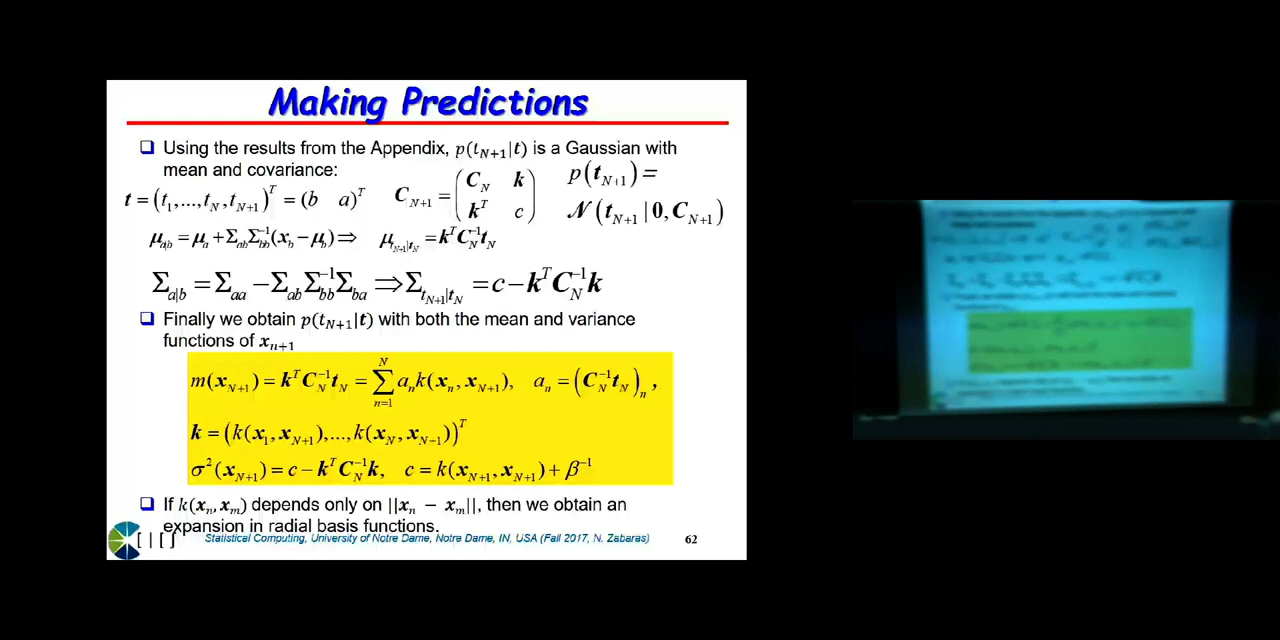 Making Predictions
❑ Using the results from the Appendix, p(t_{N+1}|t) is a Gaussian with
mean and covariance:
t = (t_1,...,t_N,t_{N+1})^T = (b a)^T C_{N+1} = (C_N k; k^T c) p(t_{N+1}) =
𝒩(t_{N+1} | 0, C_{N+1})
μ_{a|b} = μ_a + Σ_{ab}Σ_{bb}^{-1}(x_b − μ_b) ⇒ μ_{t_{N+1}|t_N} = k^T C_N^{-1} t_N
Σ_{a|b} = Σ_{aa} − Σ_{ab}Σ_{bb}^{-1}Σ_{ba} ⇒ Σ_{t_{N+1}|t_N} = c − k^T C_N^{-1} k
❑ Finally we obtain p(t_{N+1}|t) with both the mean and variance
functions of x_{n+1}
m(x_{N+1}) = k^T C_N^{-1} t_N = Σ_{n=1}^{N} a_n k(x_n, x_{N+1}), a_n = (C_N^{-1} t_N)_n ,
k = (k(x_1, x_{N+1}),..., k(x_N, x_{N−1}))^T
σ^2(x_{N+1}) = c − k^T C_N^{-1} k, c = k(x_{N+1}, x_{N+1}) + β^{-1}
❑ If k(x_n, x_m) depends only on ||x_n − x_m||, then we obtain an
expansion in radial basis functions.
Statistical Computing, University of Notre Dame, Notre Dame, IN, USA (Fall 2017, N. Zabaras) 62